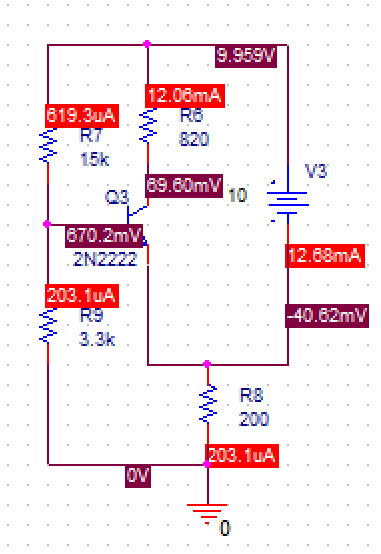 9.959V
12.06mA
619.3uA
R6
R7
820
15k
V3
69.60mV
10
Q3
670.2mV
2N2222
12.68mA
203.1uA
-40.62mV
R9
3.3k
R8
200
203.1uA
0V
0